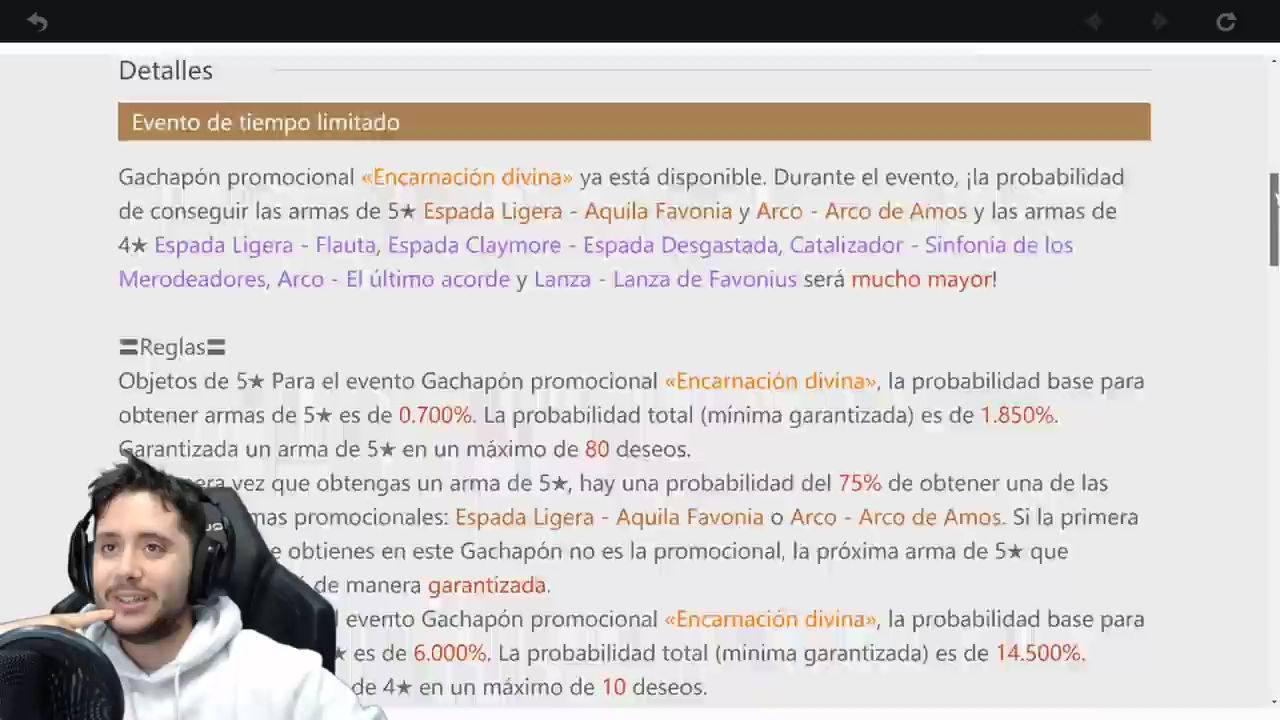 Detalles
Evento de tiempo limitado
Gachapón promocional «Encarnación divina» ya está disponible. Durante el evento, ¡la probabilidad
de conseguir las armas de 5★ Espada Ligera - Aquila Favonia y Arco - Arco de Amos y las armas de
4★ Espada Ligera - Flauta, Espada Claymore - Espada Desgastada, Catalizador - Sinfonía de los
Merodeadores, Arco - El último acorde y Lanza - Lanza de Favonius será mucho mayor!
〓Reglas〓
Objetos de 5★ Para el evento Gachapón promocional «Encarnación divina», la probabilidad base para
obtener armas de 5★ es de 0.700%. La probabilidad total (mínima garantizada) es de 1.850%.
Garantizada un arma de 5★ en un máximo de 80 deseos.
vez que obtengas un arma de 5★, hay una probabilidad del 75% de obtener una de las
promocionales: Espada Ligera - Aquila Favonia o Arco - Arco de Amos. Si la primera
obtienes en este Gachapón no es la promocional, la próxima arma de 5★ que
de manera garantizada.
evento Gachapón promocional «Encarnación divina», la probabilidad base para
es de 6.000%. La probabilidad total (mínima garantizada) es de 14.500%.
de 4★ en un máximo de 10 deseos.